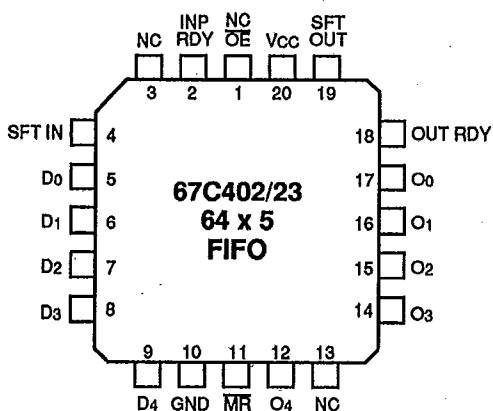 NC INP RDY NC O̅E̅ VCC SFT OUT
3 2 1 20 19
SFT IN 4 18 OUT RDY
D0 5 17 O0
D1 6 16 O1
D2 7 15 O2
D3 8 14 O3
67C402/23
64 x 5
FIFO
9 10 11 12 13
D4 GND M̅R̅ O4 NC